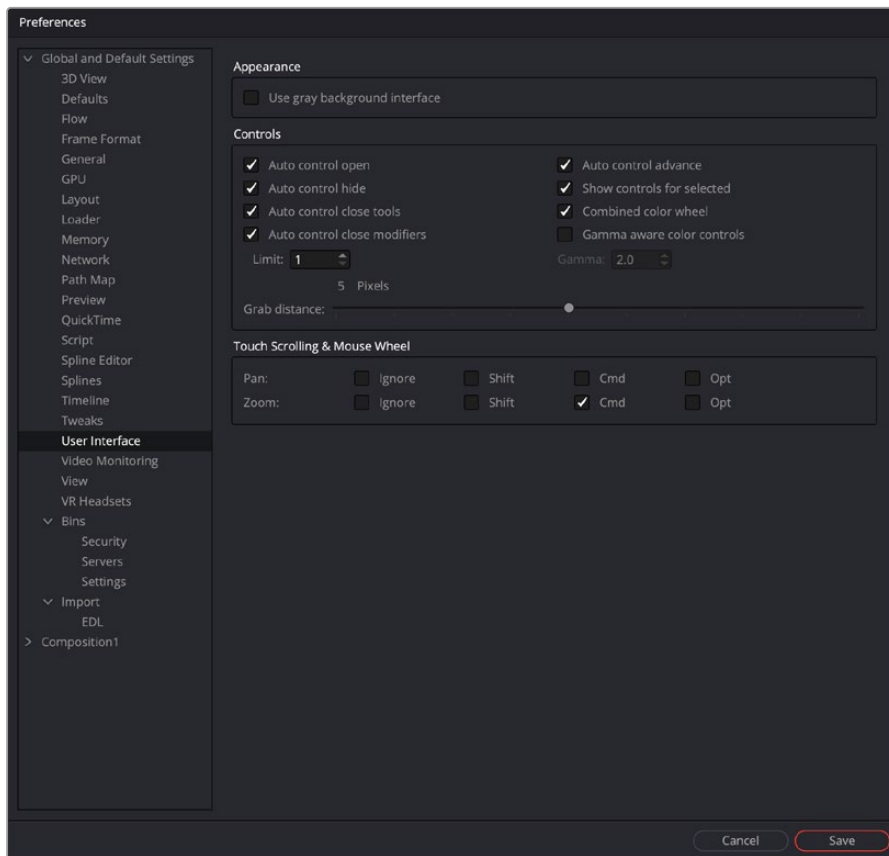 Preferences
Global and Default Settings
3D View
Defaults
Flow
Frame Format
General
GPU
Layout
Loader
Memory
Network
Path Map
Preview
QuickTime
Script
Spline Editor
Splines
Timeline
Tweaks
User Interface
Video Monitoring
View
VR Headsets
Bins
Security
Servers
Settings
Import
EDL
Composition1
Appearance
Use gray background interface
Controls
Auto control open Auto control advance
Auto control hide Show controls for selected
Auto control close tools Combined color wheel
Auto control close modifiers Gamma aware color controls
Limit: 1 Gamma: 2.0
5 Pixels
Grab distance:
Touch Scrolling & Mouse Wheel
Pan: Ignore Shift Cmd Opt
Zoom: Ignore Shift Cmd Opt
Cancel Save